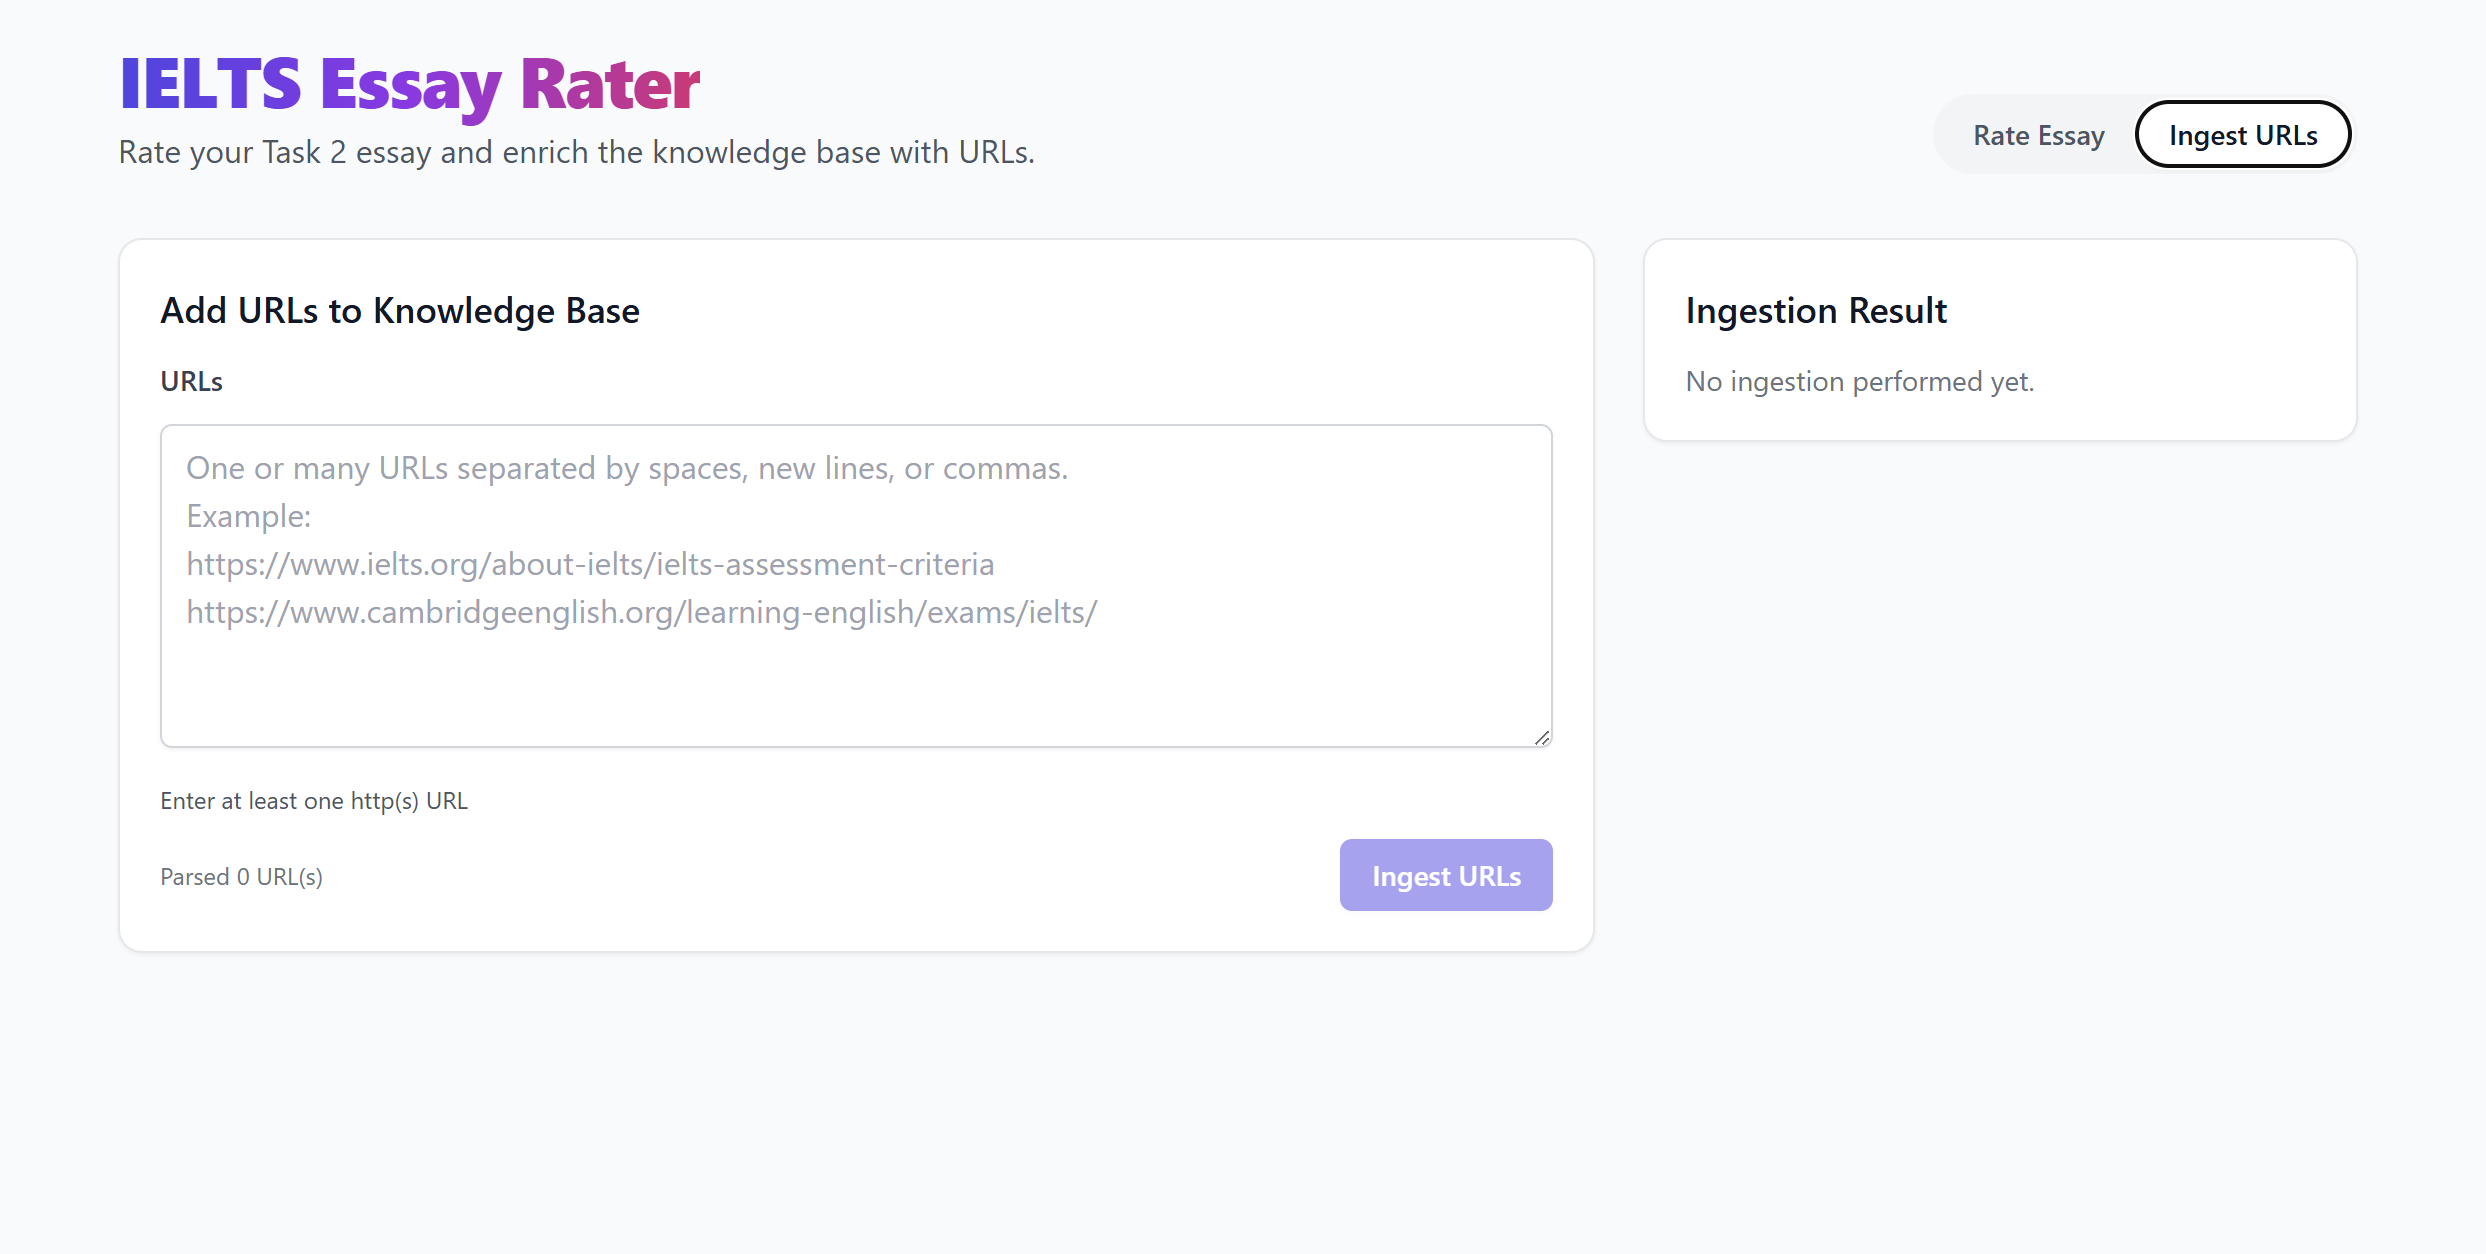 IELTS Essay Rater
Rate your Task 2 essay and enrich the knowledge base with URLs.
Rate Essay
Ingest URLs
Add URLs to Knowledge Base
URLs
One or many URLs separated by spaces, new lines, or commas.
Example:
https://www.ielts.org/about-ielts/ielts-assessment-criteria
https://www.cambridgeenglish.org/learning-english/exams/ielts/
Enter at least one http(s) URL
Parsed 0 URL(s)
Ingest URLs
Ingestion Result
No ingestion performed yet.